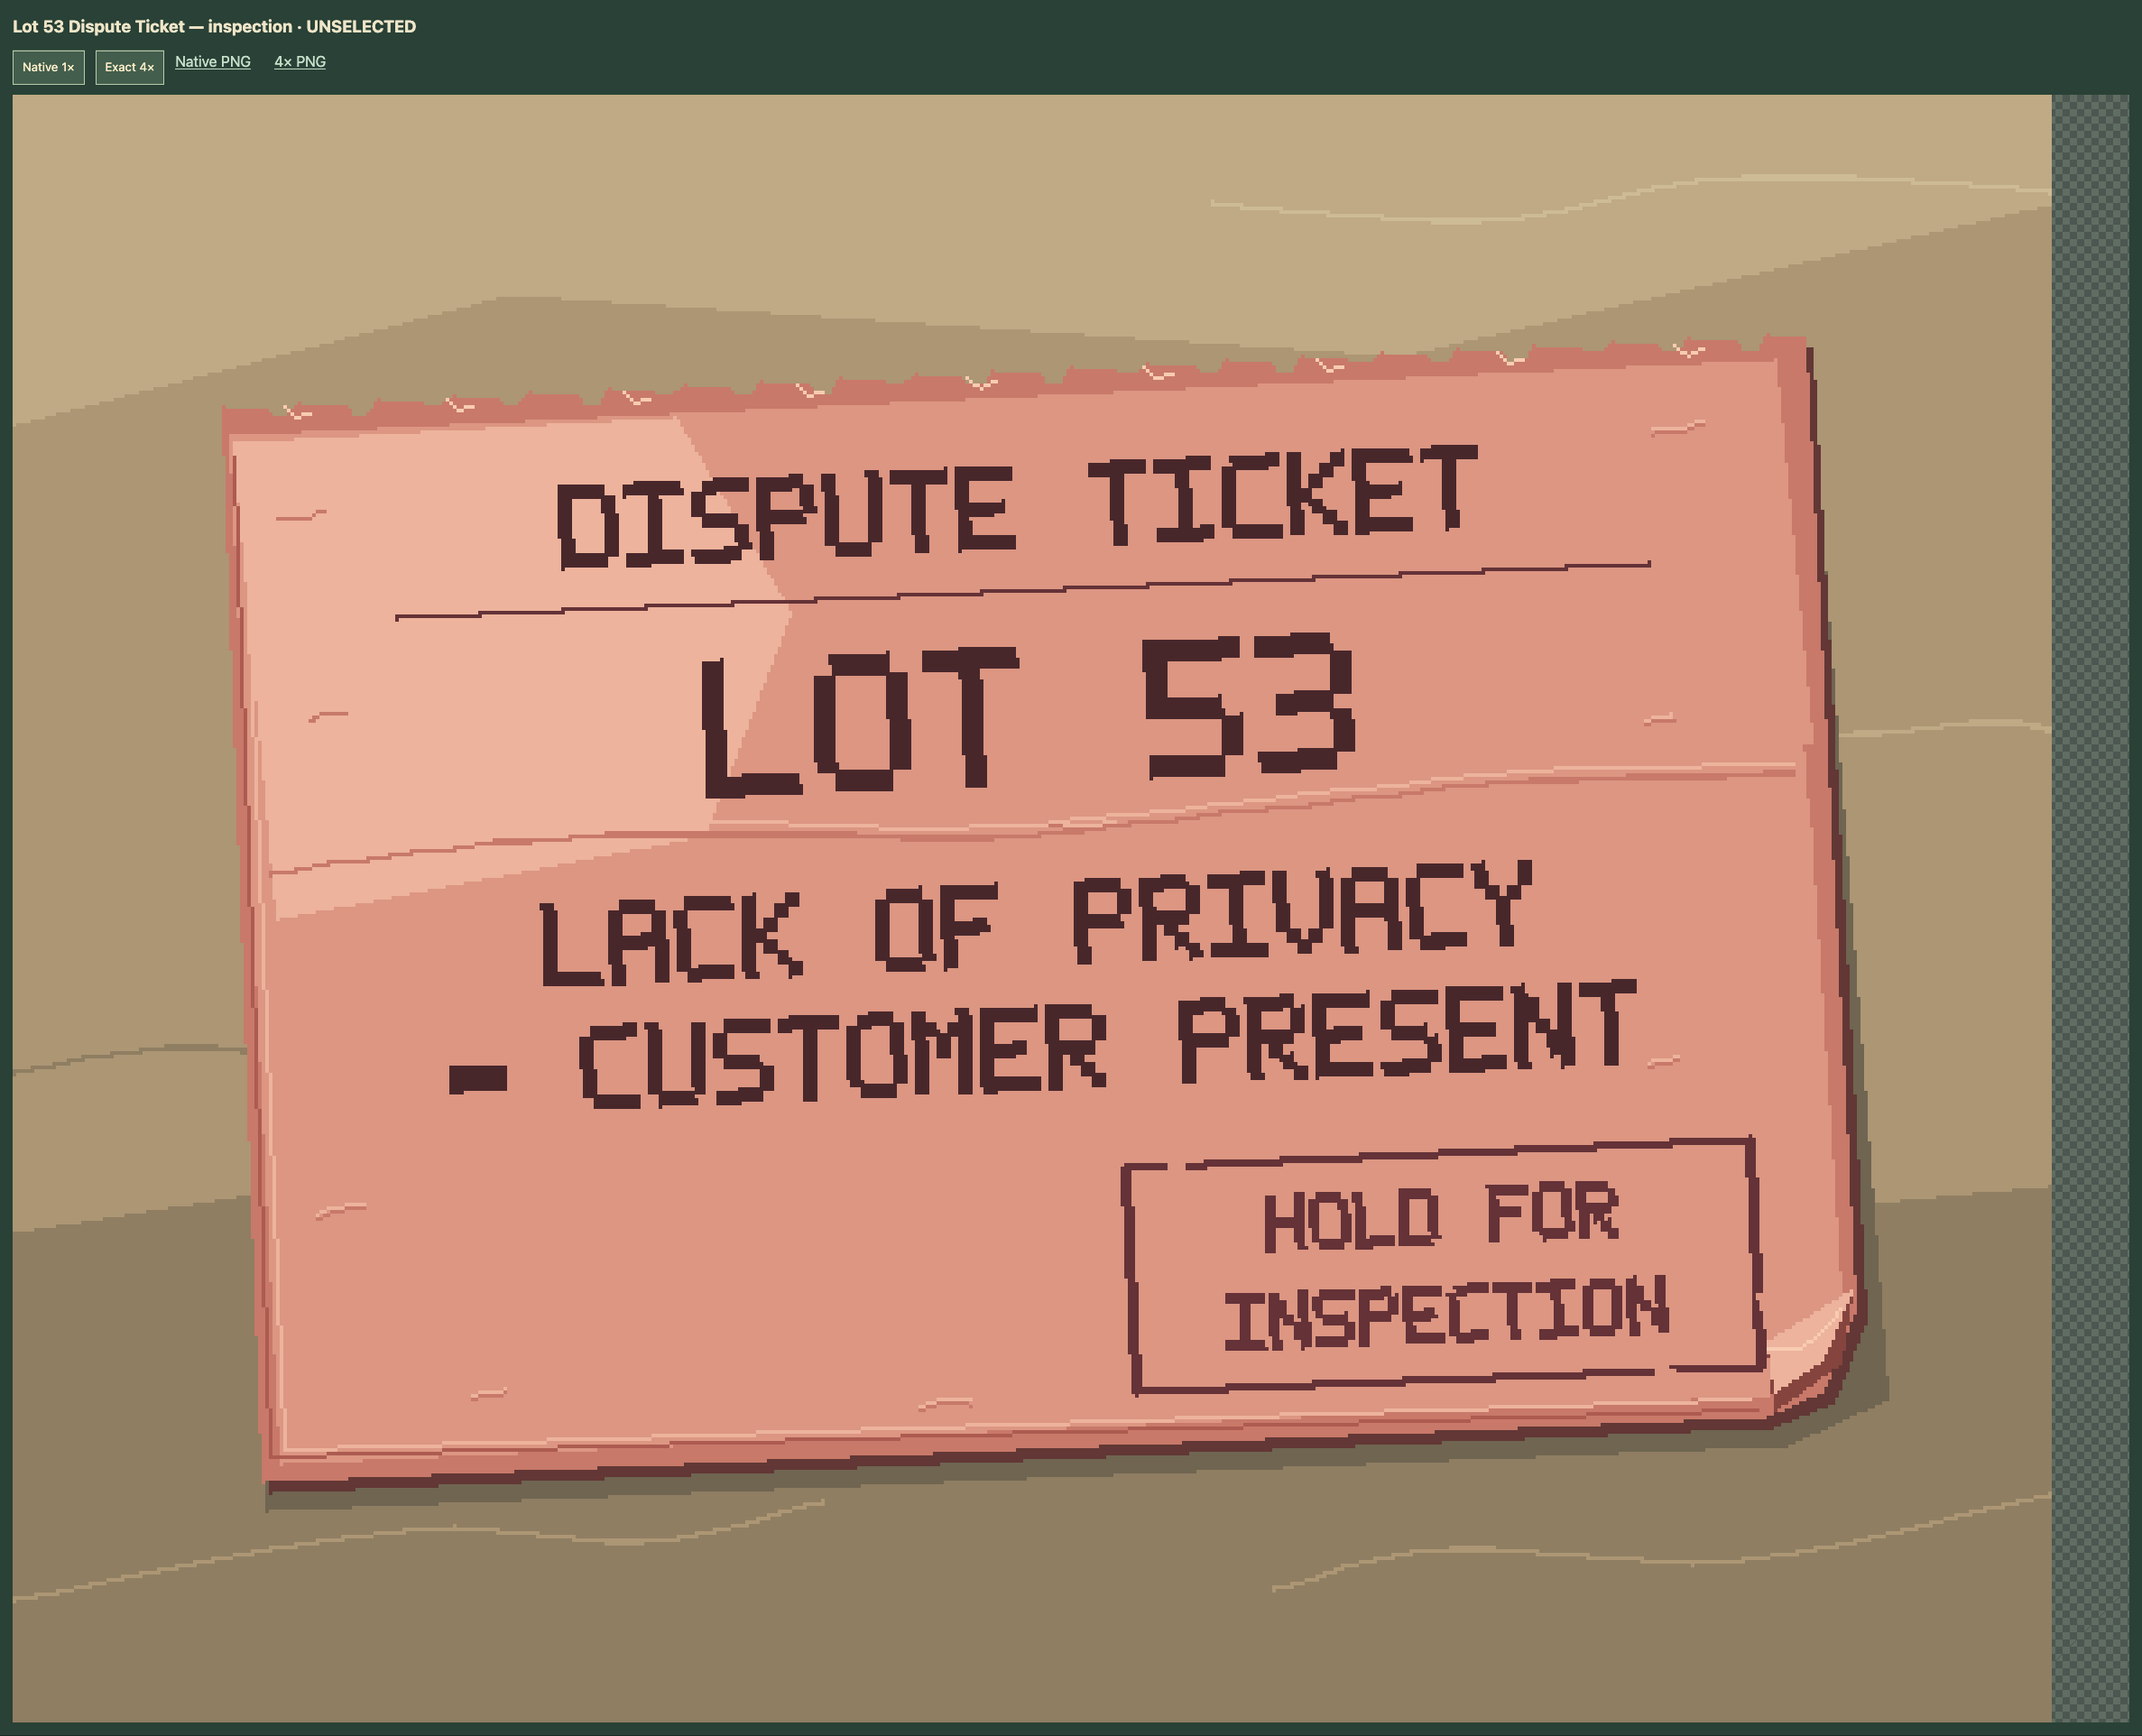 Lot 53 Dispute Ticket — inspection · UNSELECTED
Native 1× Exact 4× Native PNG 4× PNG
DISPUTE TICKET
LOT 53
LACK OF PRIVACY
- CUSTOMER PRESENT
HOLD FOR
INSPECTION